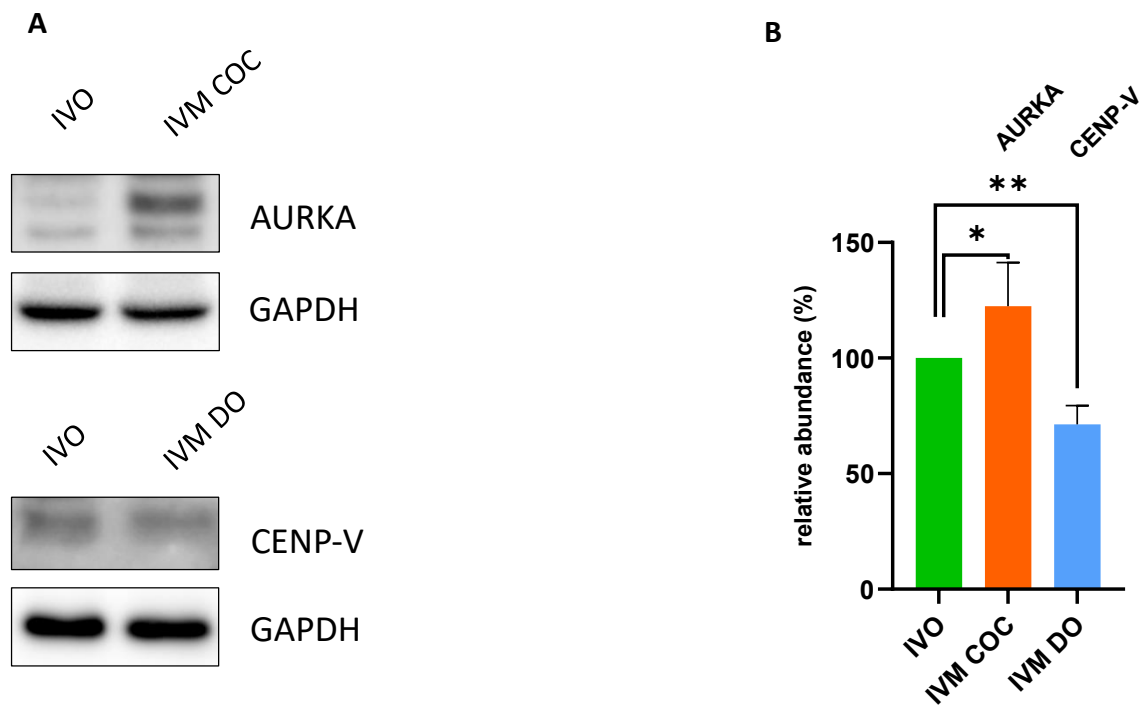 A
IVO
IVM COC
AURKA
GAPDH
IVO
IVM DO
CENP-V
GAPDH
B
AURKA
CENP-V
**
*
relative abundance (%)
150
100
50
0
IVO
IVM COC
IVM DO